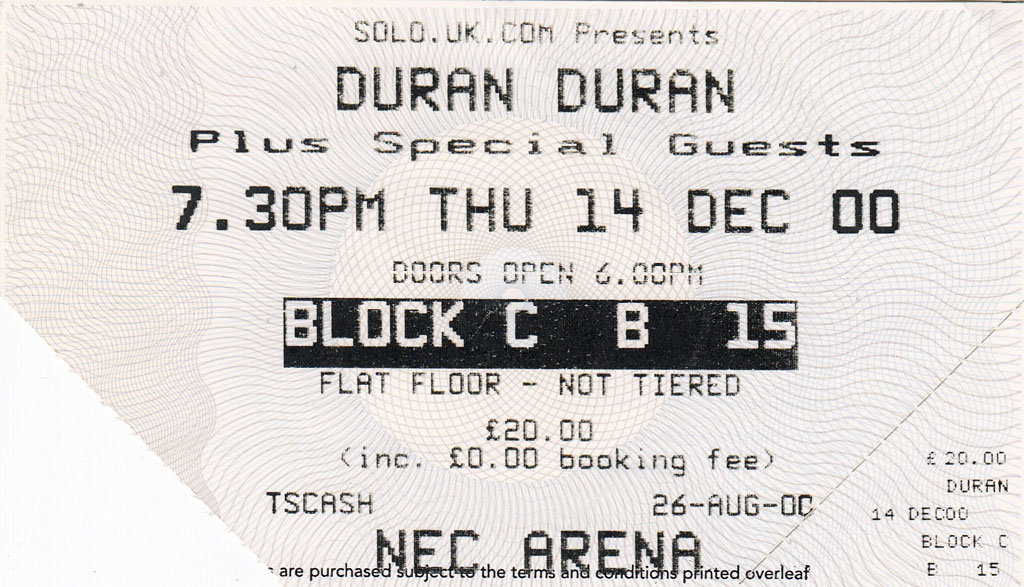 SOLO.UK.COM Presents
DURAN DURAN
Plus Special Guests
7.30PM THU 14 DEC 00
DOORS OPEN 6.00PM
BLOCK C B 15
FLAT FLOOR - NOT TIERED
£20.00
(inc. £0.00 booking fee)
TSCASH 26-AUG-00
NEC ARENA
s are purchased subject to the terms and conditions printed overleaf
£20.00
DURAN
14 DEC00
BLOCK C
B 15